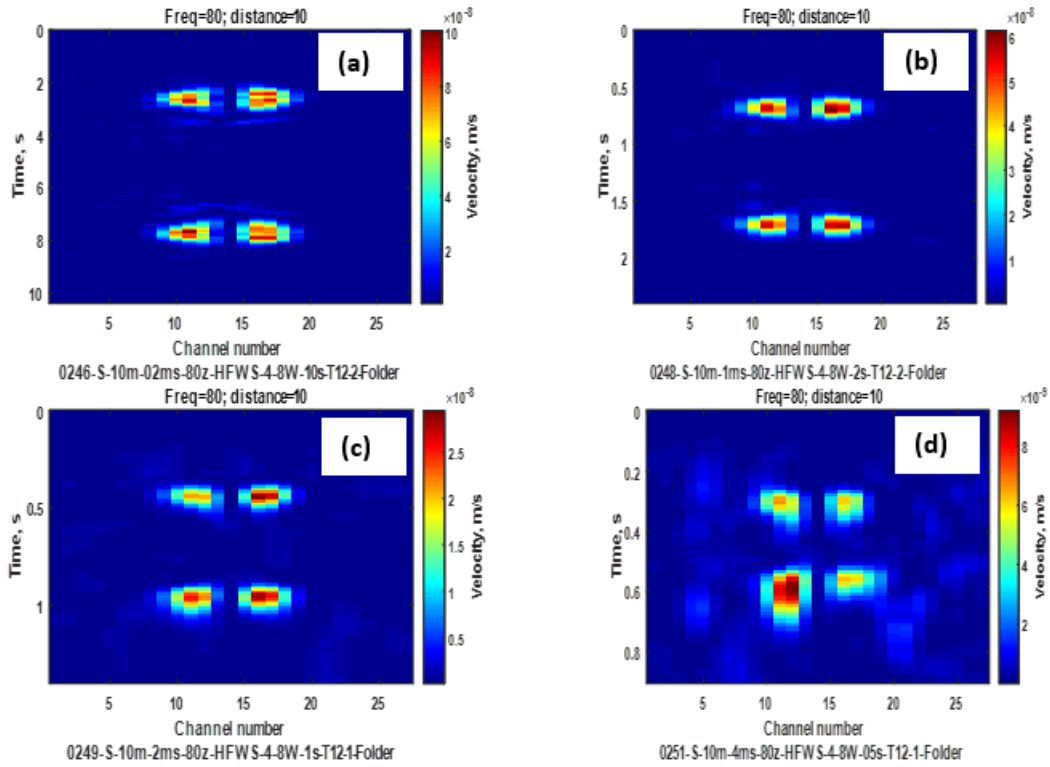 Freq=80; distance=10
×10⁻⁸
(a)
Time, s
0
2
4
6
8
10
5 10 15 20 25
Channel number
10
8
6
4
2
Velocity, m/s
0246-S-10m-02ms-80z-HFWS-4-8W-10s-T12-2-Folder
Freq=80; distance=10
×10⁻⁸
(b)
Time, s
0
0.5
1
1.5
2
5 10 15 20 25
Channel number
6
5
4
3
2
1
Velocity, m/s
0248-S-10m-1ms-80z-HFWS-4-8W-2s-T12-2-Folder
Freq=80; distance=10
×10⁻⁸
(c)
Time, s
0
0.5
1
5 10 15 20 25
Channel number
2.5
2
1.5
1
0.5
Velocity, m/s
0249-S-10m-2ms-80z-HFWS-4-8W-1s-T12-1-Folder
Freq=80; distance=10
×10⁻⁹
(d)
Time, s
0
0.2
0.4
0.6
0.8
5 10 15 20 25
Channel number
8
6
4
2
Velocity, m/s
0251-S-10m-4ms-80z-HFWS-4-8W-05s-T12-1-Folder